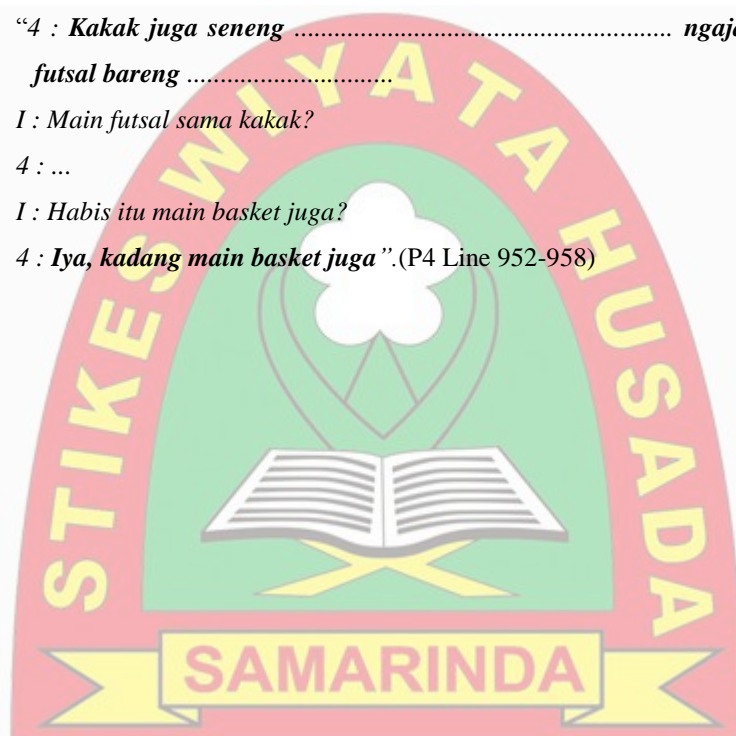 “4 : Kakak juga seneng ......................................................... ngaja
futsal bareng ...............................
I : Main futsal sama kakak?
4 : ...
I : Habis itu main basket juga?
4 : Iya, kadang main basket juga”.(P4 Line 952-958)
STIKES WIYATA HUSADA
SAMARINDA